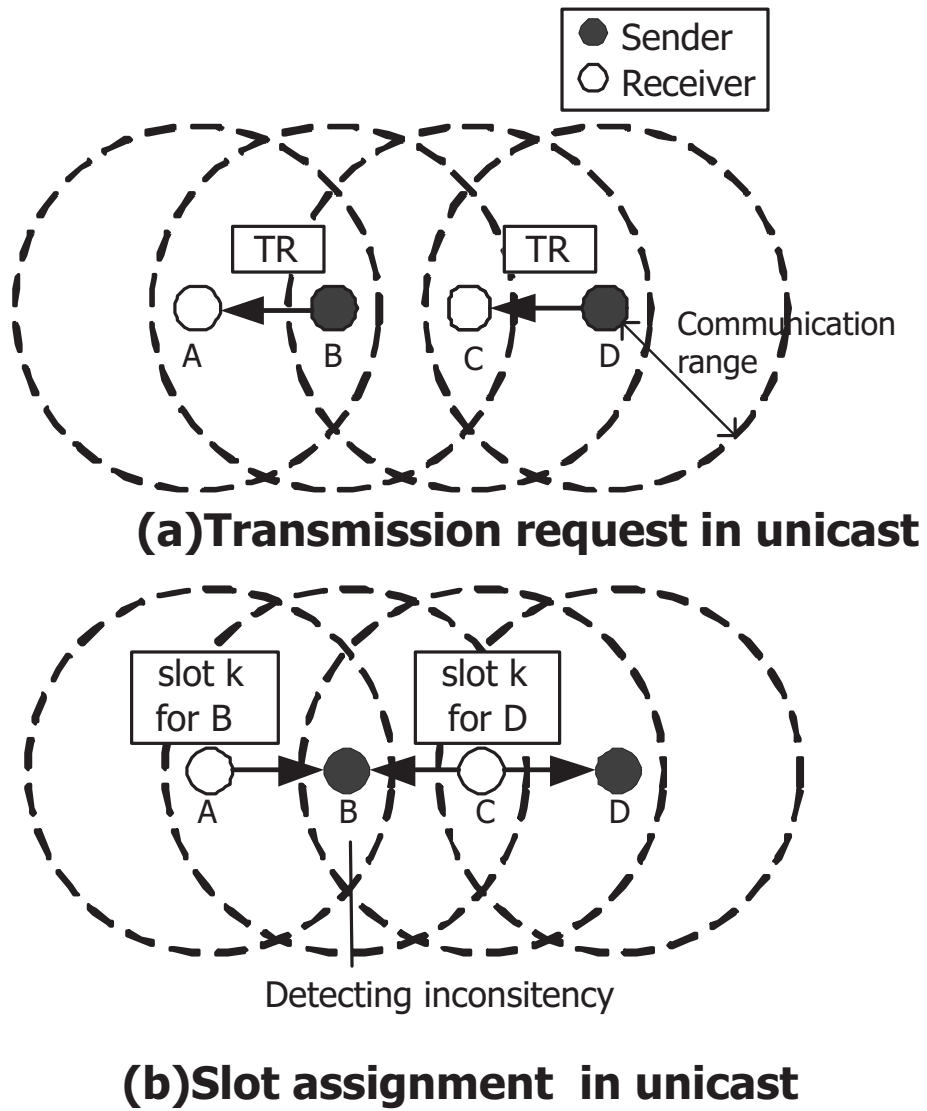 Sender
Receiver
TR
TR
A
B
C
D
Communication
range
(a)Transmission request in unicast
slot k
for B
slot k
for D
A
B
C
D
Detecting inconsitency
(b)Slot assignment in unicast